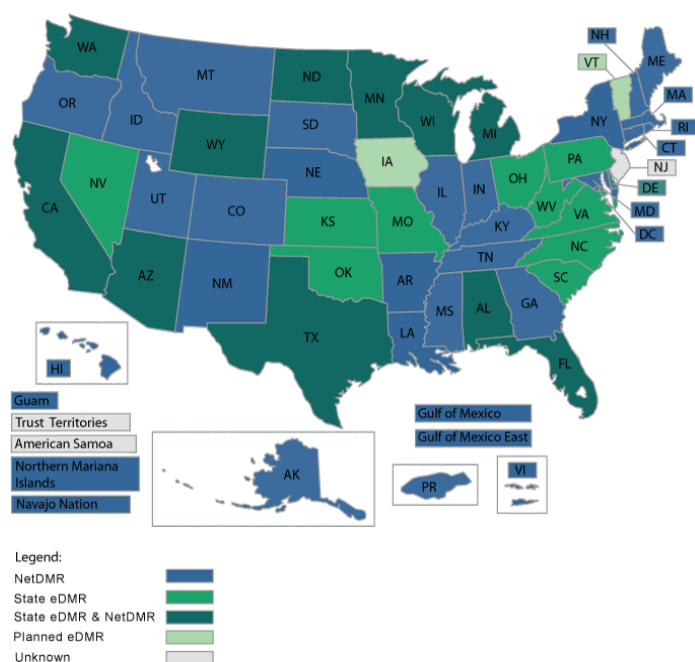 NH
WA
ME
VT
MT
ND
OR
MN
MA
ID
NY
SD
WI
RI
WY
MI
CT
IA
PA
NJ
NE
NV
OH
DE
UT
IL
IN
CA
CO
WV
MD
VA
KS
MO
KY
DC
NC
TN
AZ
OK
NM
AR
SC
MS
AL
GA
TX
LA
FL
HI
Guam
Gulf of Mexico
Trust Territories
Gulf of Mexico East
American Samoa
Northern Mariana
Islands
AK
VI
PR
Navajo Nation
Legend:
NetDMR
State eDMR
State eDMR & NetDMR
Planned eDMR
Unknown